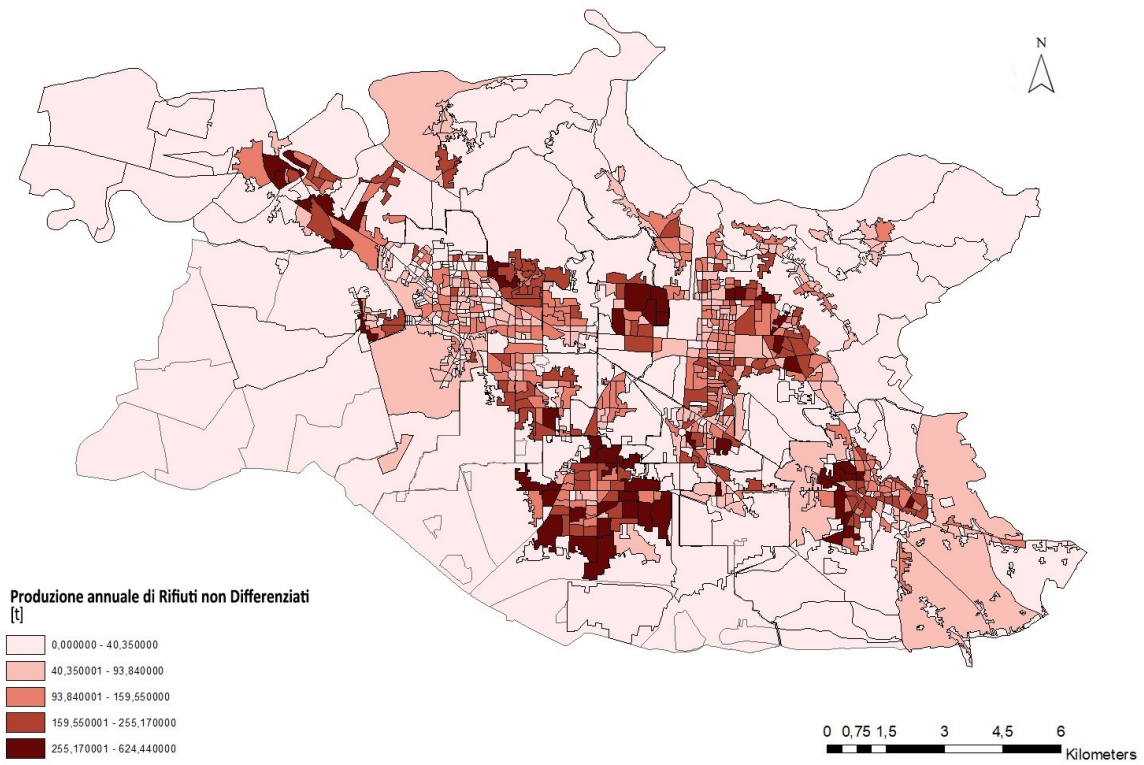 N
Produzione annuale di Rifiuti non Differenziati
[t]
0,000000 - 40,350000
40,350001 - 93,840000
93,840001 - 159,550000
159,550001 - 255,170000
255,170001 - 624,440000
0 0,75 1,5 3 4,5 6
Kilometers